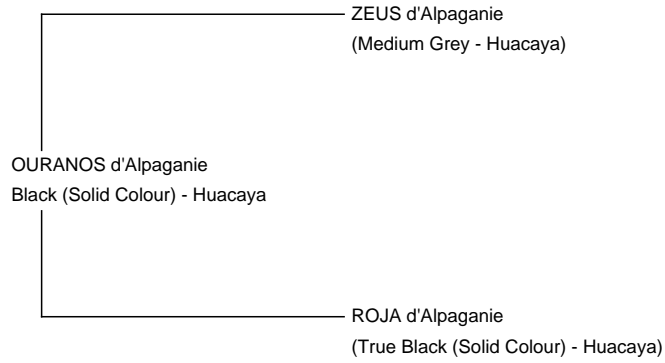 ZEUS d'Alpaganie
(Medium Grey - Huacaya)
OURANOS d'Alpaganie
Black (Solid Colour) - Huacaya
ROJA d'Alpaganie
(True Black (Solid Colour) - Huacaya)